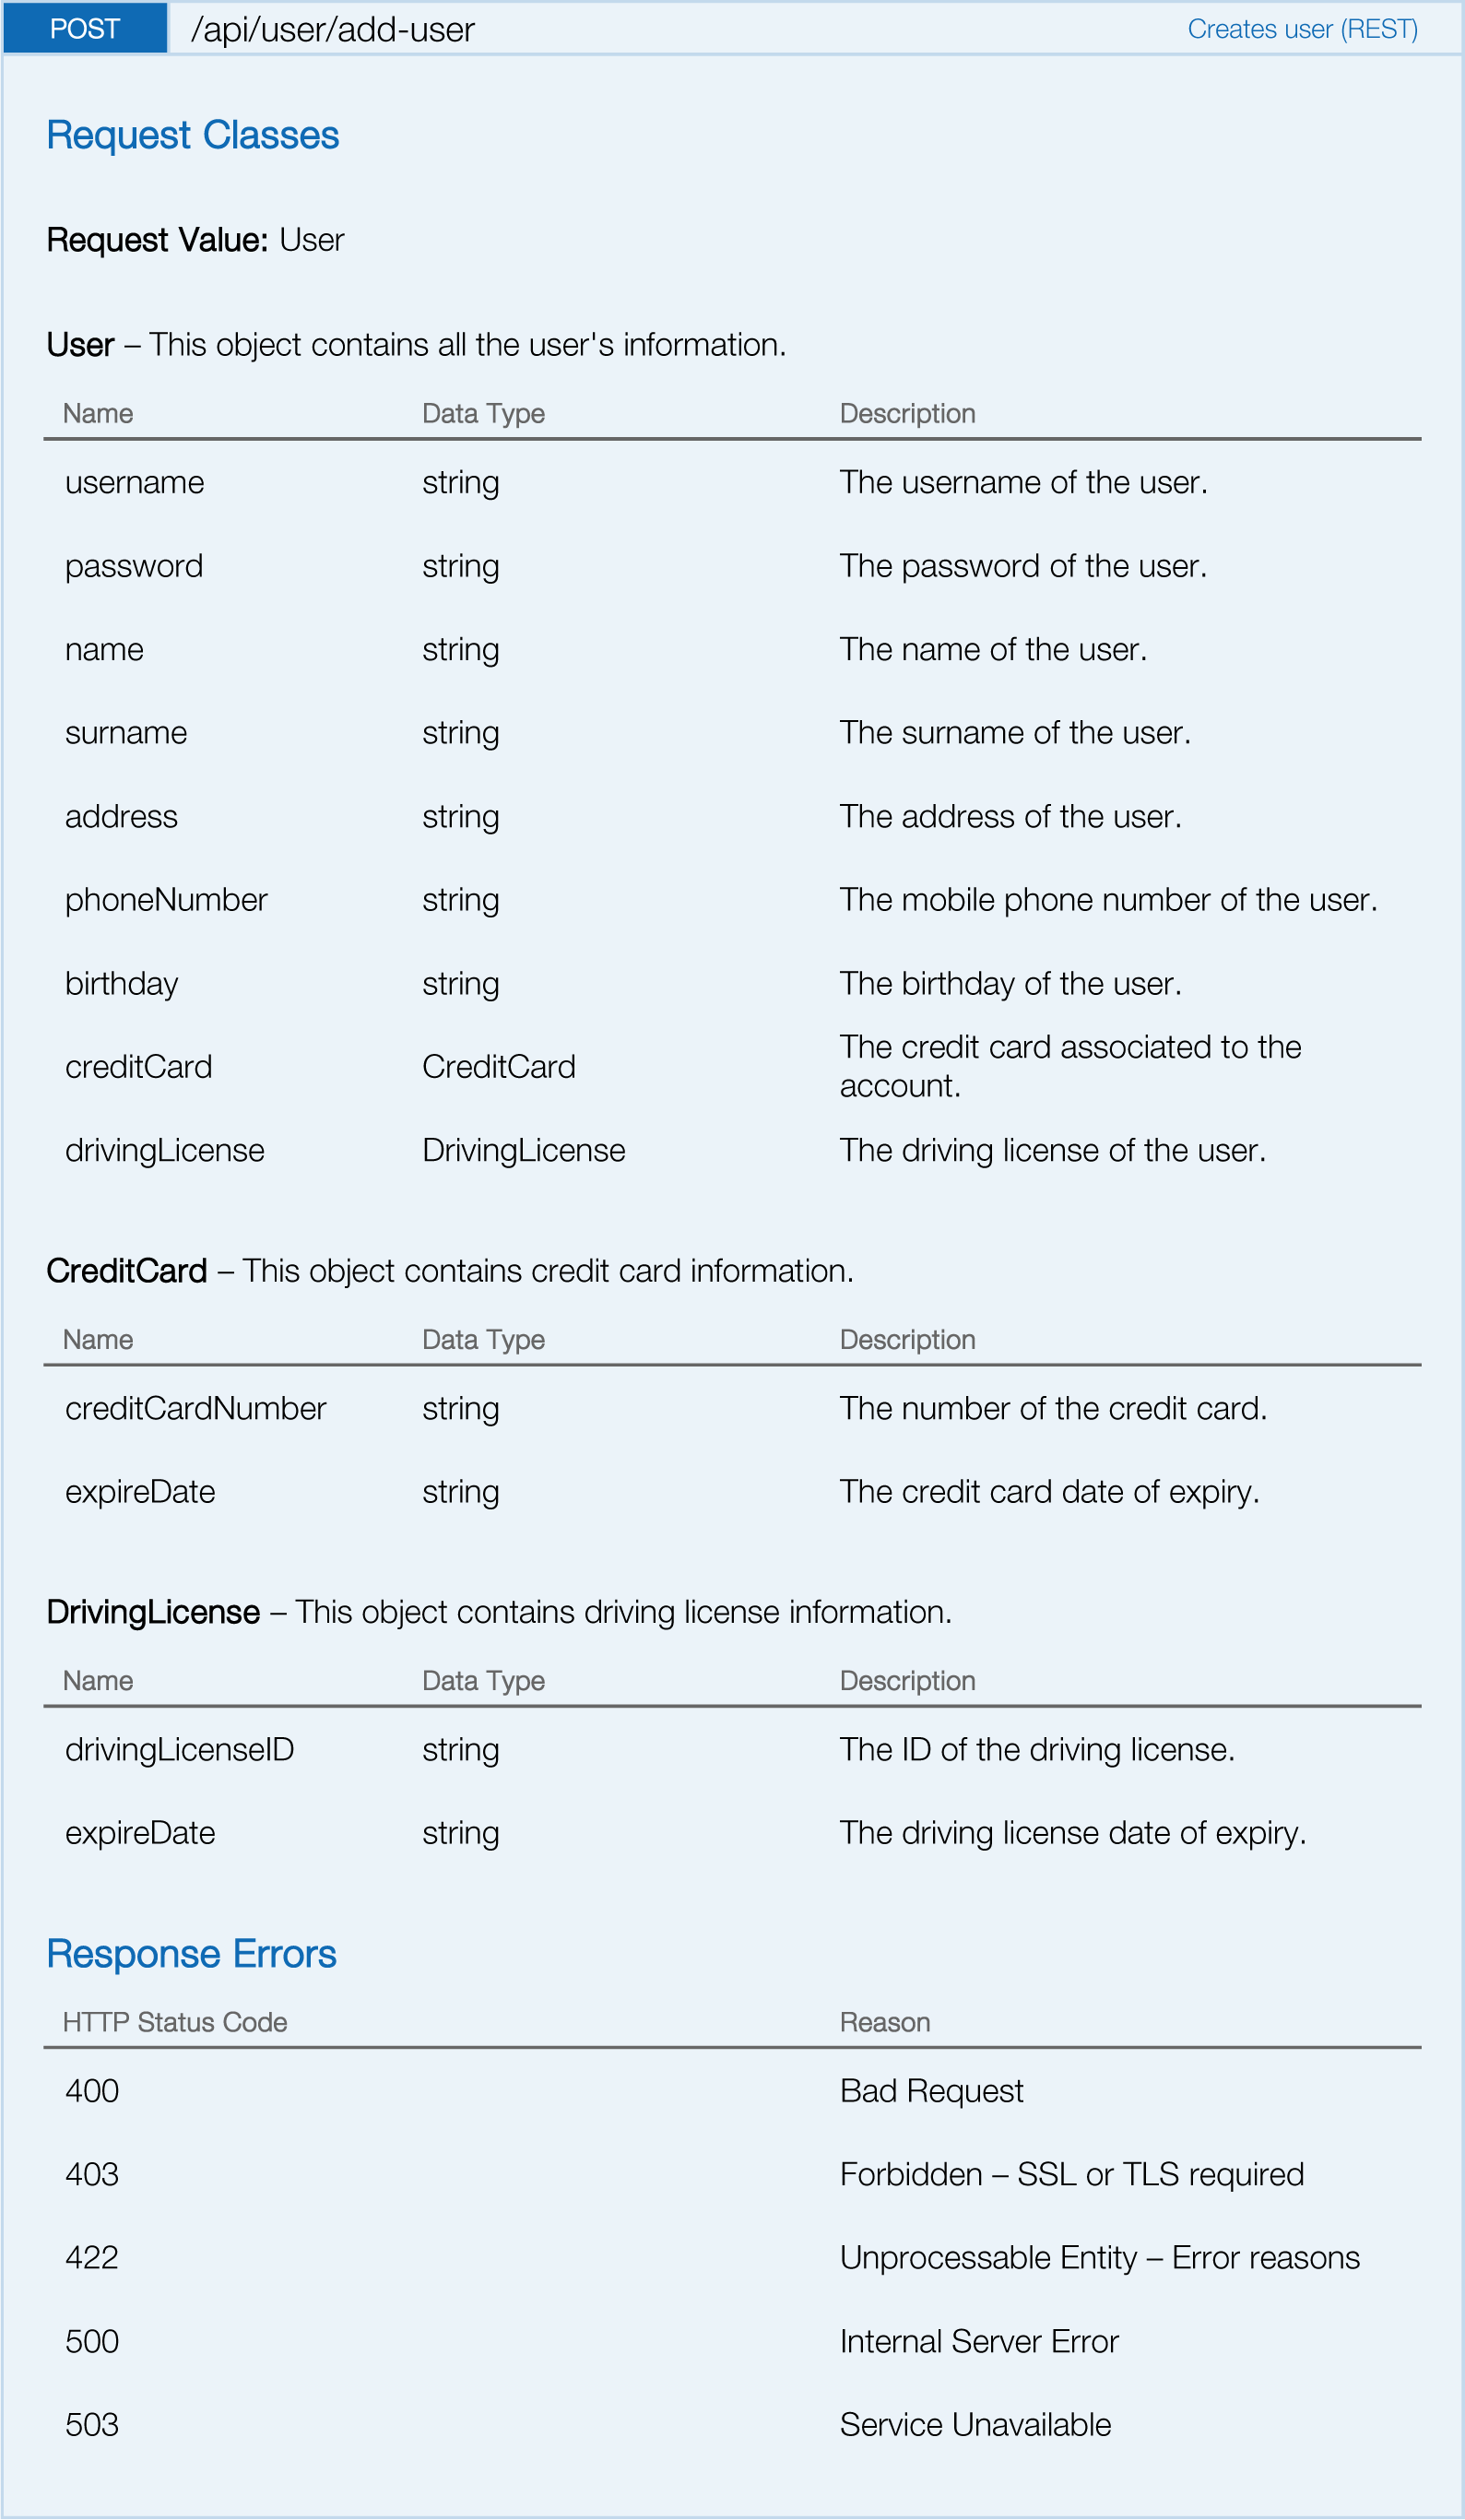 POST /api/user/add-user Creates user (REST)
Request Classes
Request Value: User
User – This object contains all the user's information.
Name Data Type Description
username string The username of the user.
password string The password of the user.
name string The name of the user.
surname string The surname of the user.
address string The address of the user.
phoneNumber string The mobile phone number of the user.
birthday string The birthday of the user.
creditCard CreditCard The credit card associated to the
account.
drivingLicense DrivingLicense The driving license of the user.
CreditCard – This object contains credit card information.
Name Data Type Description
creditCardNumber string The number of the credit card.
expireDate string The credit card date of expiry.
DrivingLicense – This object contains driving license information.
Name Data Type Description
drivingLicenseID string The ID of the driving license.
expireDate string The driving license date of expiry.
Response Errors
HTTP Status Code Reason
400 Bad Request
403 Forbidden – SSL or TLS required
422 Unprocessable Entity – Error reasons
500 Internal Server Error
503 Service Unavailable